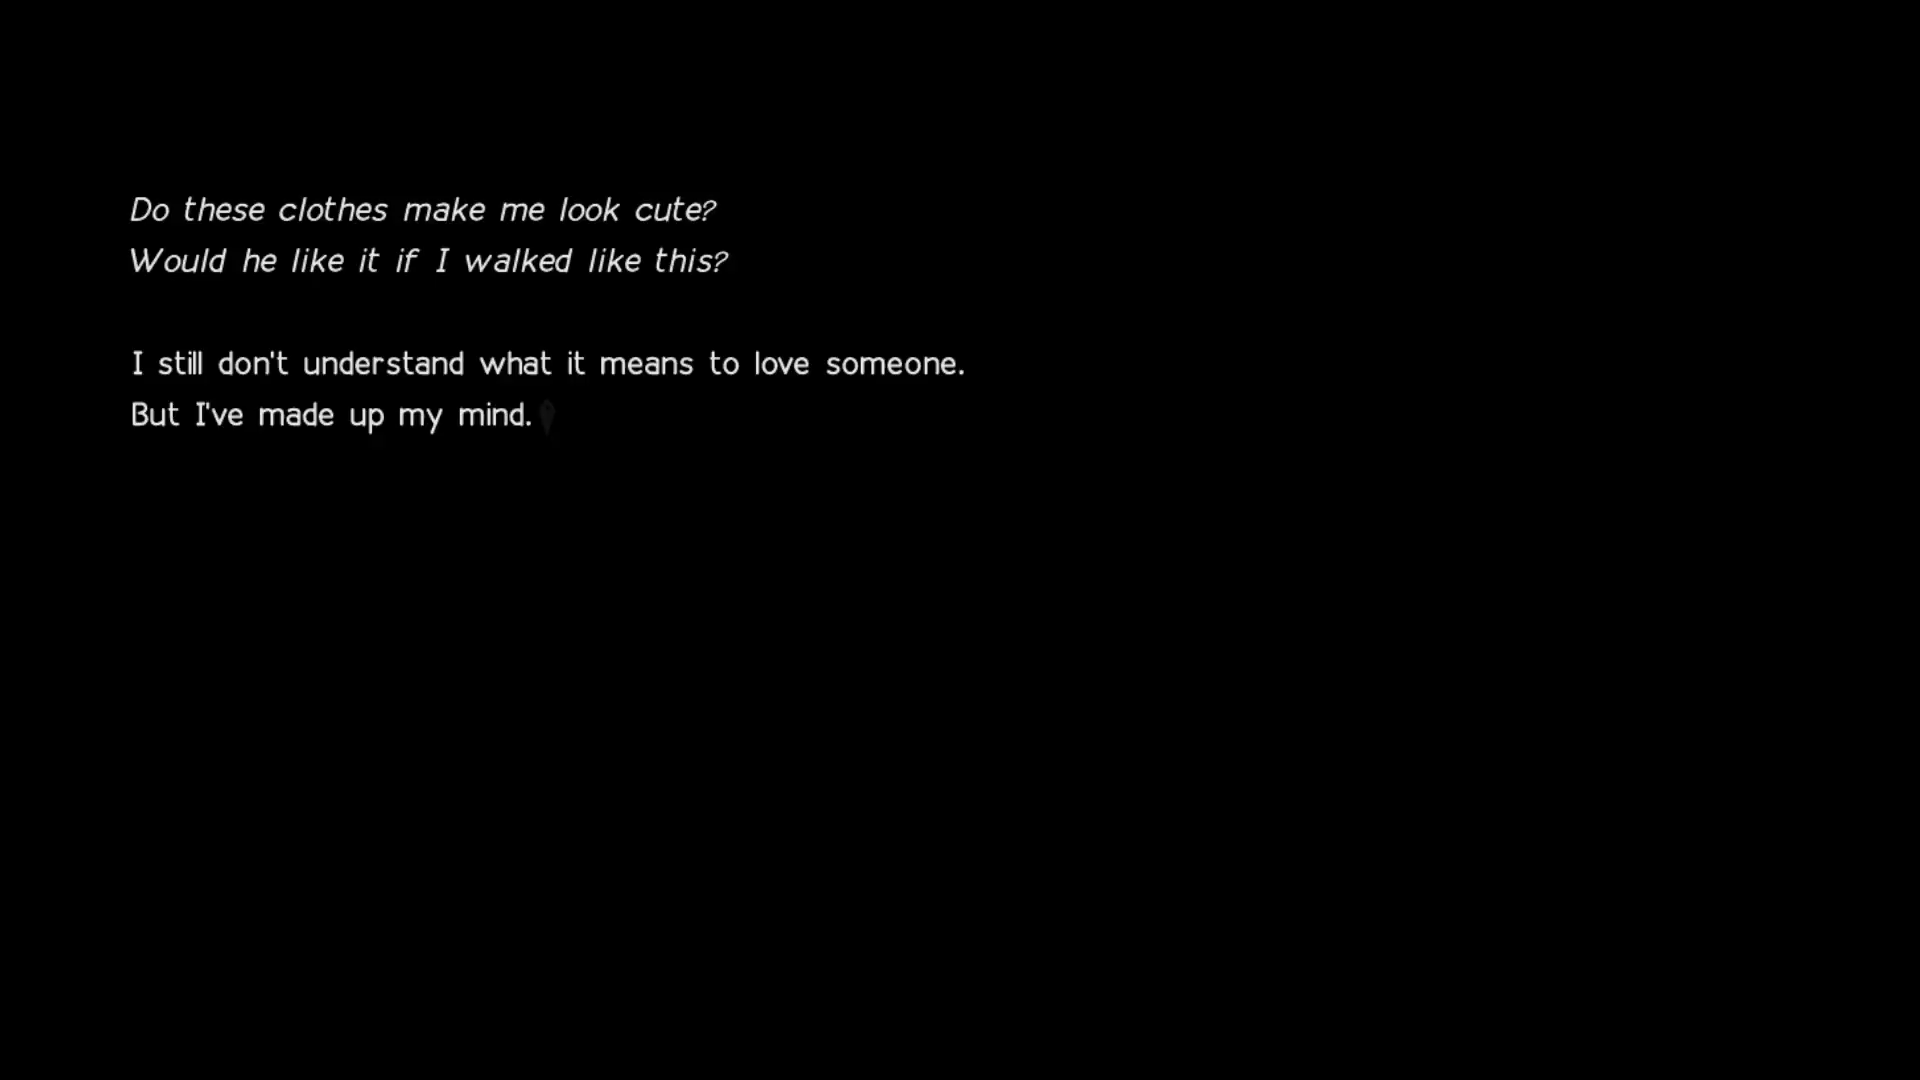 Do these clothes make me look cute?
Would he like it if I walked like this?
I still don't understand what it means to love someone.
But I've made up my mind.